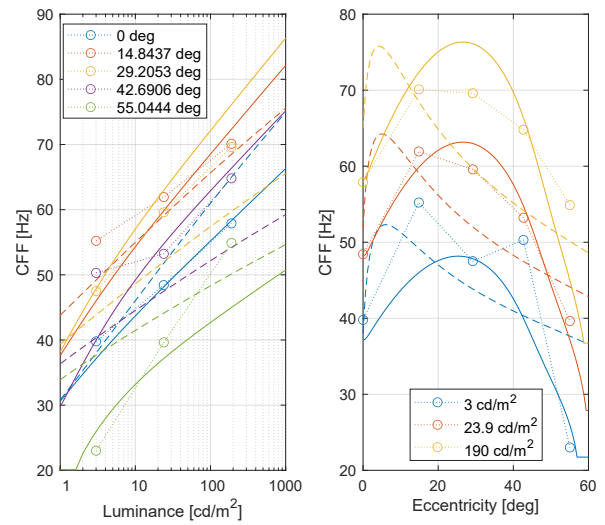 90
80
70
60
50
40
30
20
CFF [Hz]
0 deg
14.8437 deg
29.2053 deg
42.6906 deg
55.0444 deg
1 10 100 1000
Luminance [cd/m²]
80
70
60
50
40
30
20
CFF [Hz]
3 cd/m²
23.9 cd/m²
190 cd/m²
0 20 40 60
Eccentricity [deg]